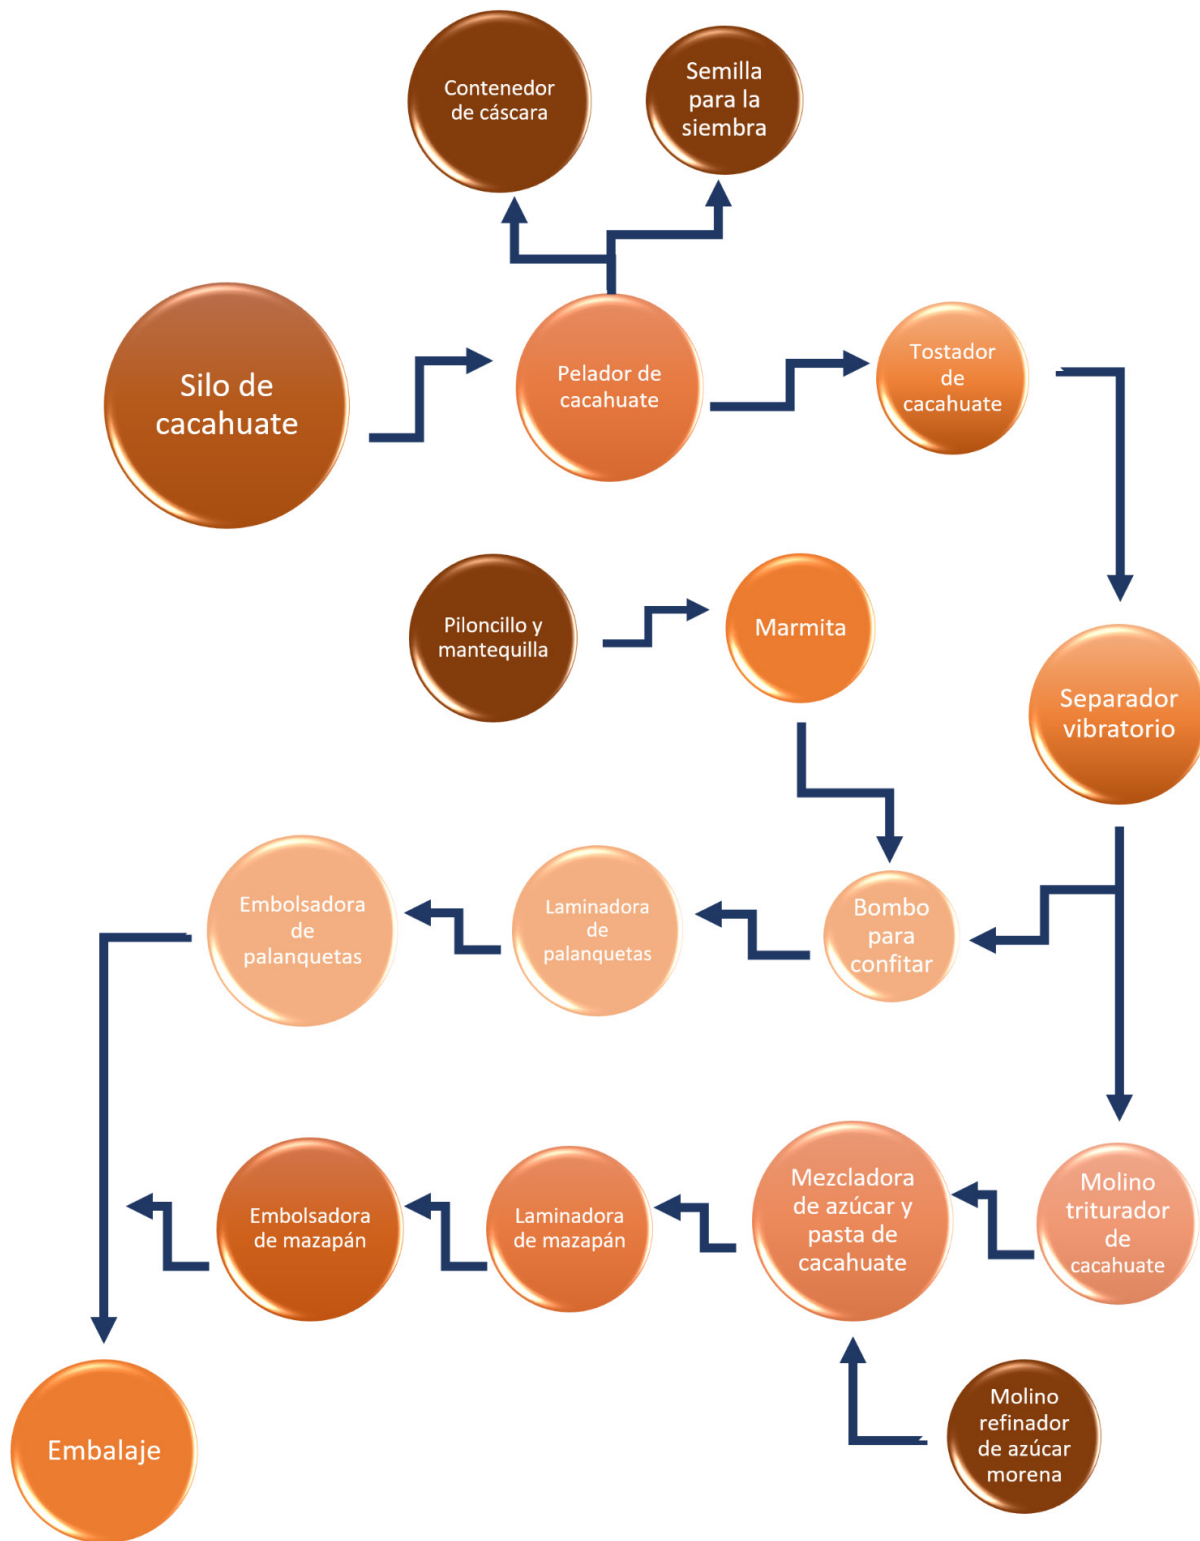 Contenedor
de cáscara
Semilla
para la
siembra
Silo de
cacahuate
Pelador de
cacahuate
Tostador
de
cacahuate
Piloncillo y
mantequilla
Marmita
Separador
vibratorio
Embolsadora
de
palanquetas
Laminadora
de
palanquetas
Bombo
para
confitar
Embolsadora
de mazapán
Laminadora
de mazapán
Mezcladora
de azúcar y
pasta de
cacahuate
Molino
triturador
de
cacahuate
Embalaje
Molino
refinador
de azúcar
morena